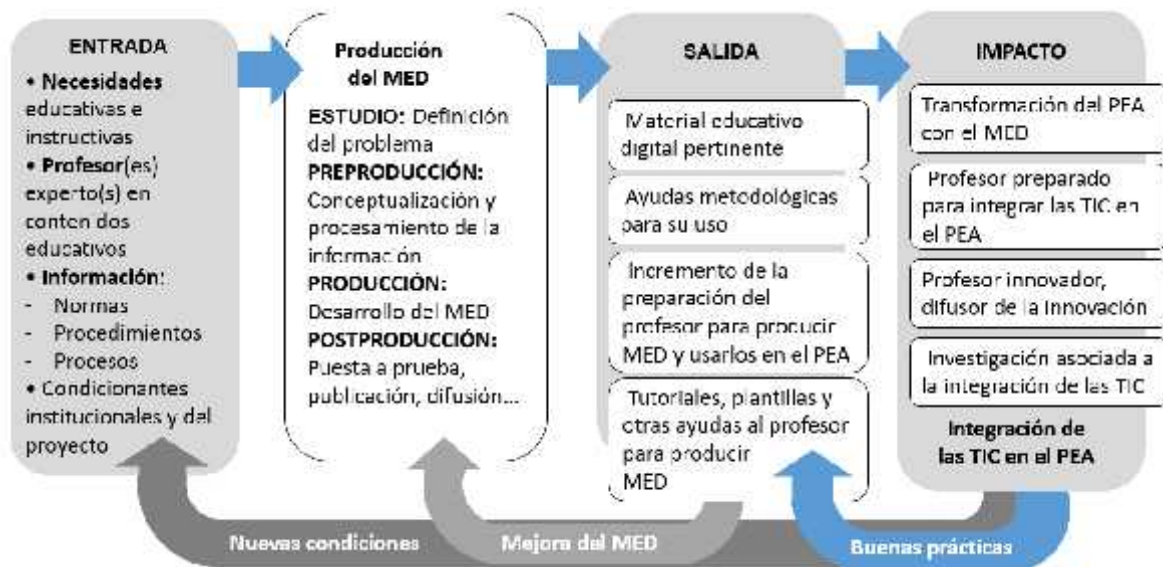 ENTRADA
• Necesidades
educativas e
instructivas
• Profesor(es)
experto(s) en
conten dos
educativos
• Información:
- Normas
- Procedimientos
- Procesos
• Condicionantes
institucionales y del
proyecto
Producción
del MED
ESTUDIO: Definición
del problema
PREPRODUCCIÓN:
Conceptualización y
procesamiento de la
información
PRODUCCIÓN:
Desarrollo del MED
POSTPRODUCCIÓN:
Puesta a prueba,
publicación, difusión...
SALIDA
Material educativo
digital pertinente
Ayudas metodológicas
para su uso
Incremento de la
preparación del
profesor para producir
MED y usarlos en el PEA
Tutoriales, plantillas y
otras ayudas al profesor
para producir
MED
IMPACTO
Transformación del PEA
con el MED
Profesor preparado
para integrar las TIC en
el PEA
Profesor innovador,
difusor de la innovación
Investigación asociada a
la integración de las TIC
Integración de
las TIC en el PEA
Nuevas condiciones
Mejora del MED
Buenas prácticas